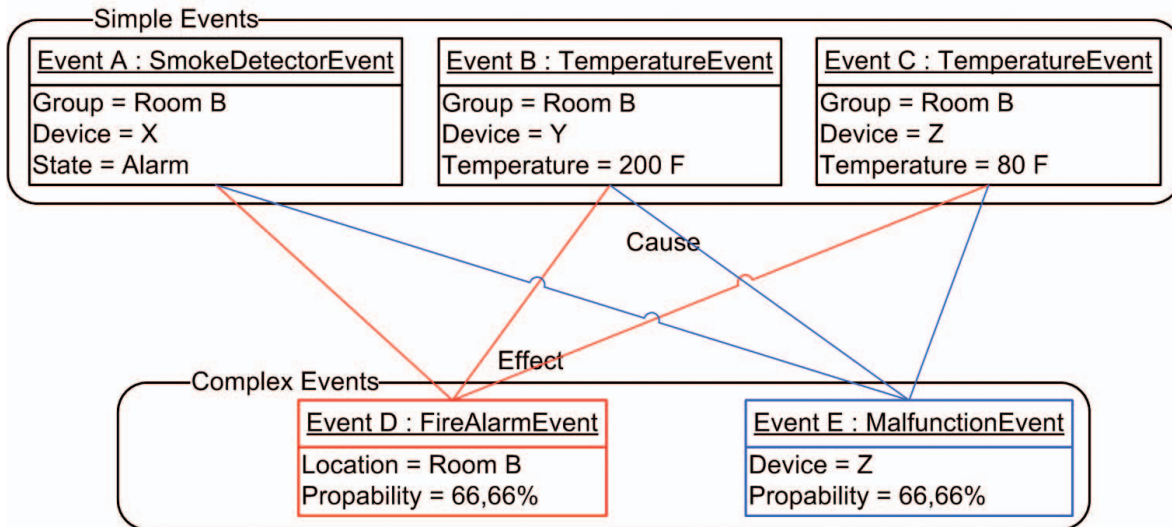 Simple Events
Event A : SmokeDetectorEvent
Group = Room B
Device = X
State = Alarm
Event B : TemperatureEvent
Group = Room B
Device = Y
Temperature = 200 F
Event C : TemperatureEvent
Group = Room B
Device = Z
Temperature = 80 F
Cause
Effect
Complex Events
Event D : FireAlarmEvent
Location = Room B
Propability = 66,66%
Event E : MalfunctionEvent
Device = Z
Propability = 66,66%